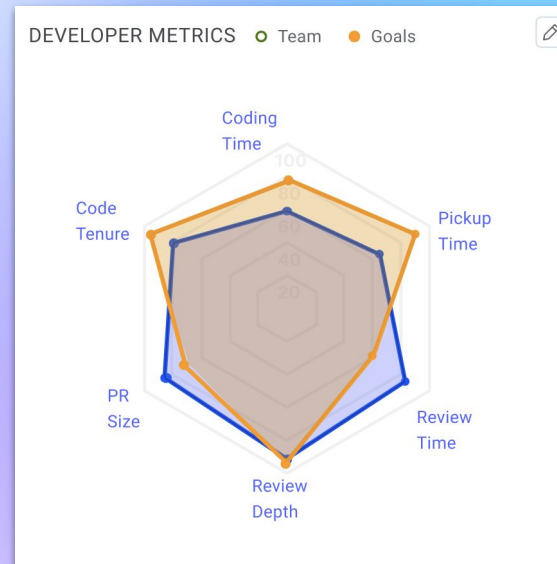 DEVELOPER METRICS Team Goals
Coding
Time
100
80
60
40
20
Code
Tenure
Pickup
Time
PR
Size
Review
Time
Review
Depth